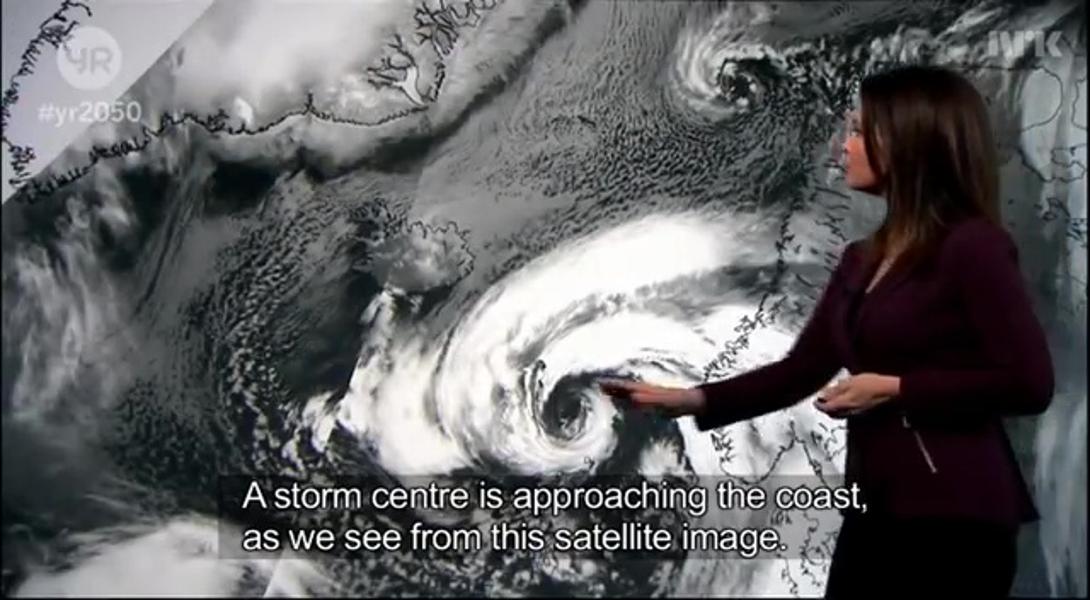 YR
NRK
#yr2050
A storm centre is approaching the coast,
as we see from this satellite image.